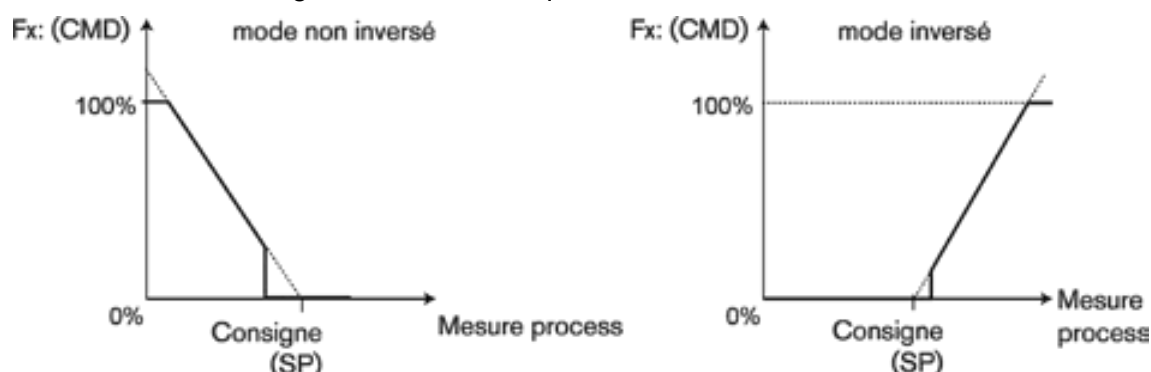 Fx: (CMD)
mode non inversé
100%
0%
Consigne
(SP)
Mesure process
Fx: (CMD)
mode inversé
100%
0%
Consigne
(SP)
Mesure
process